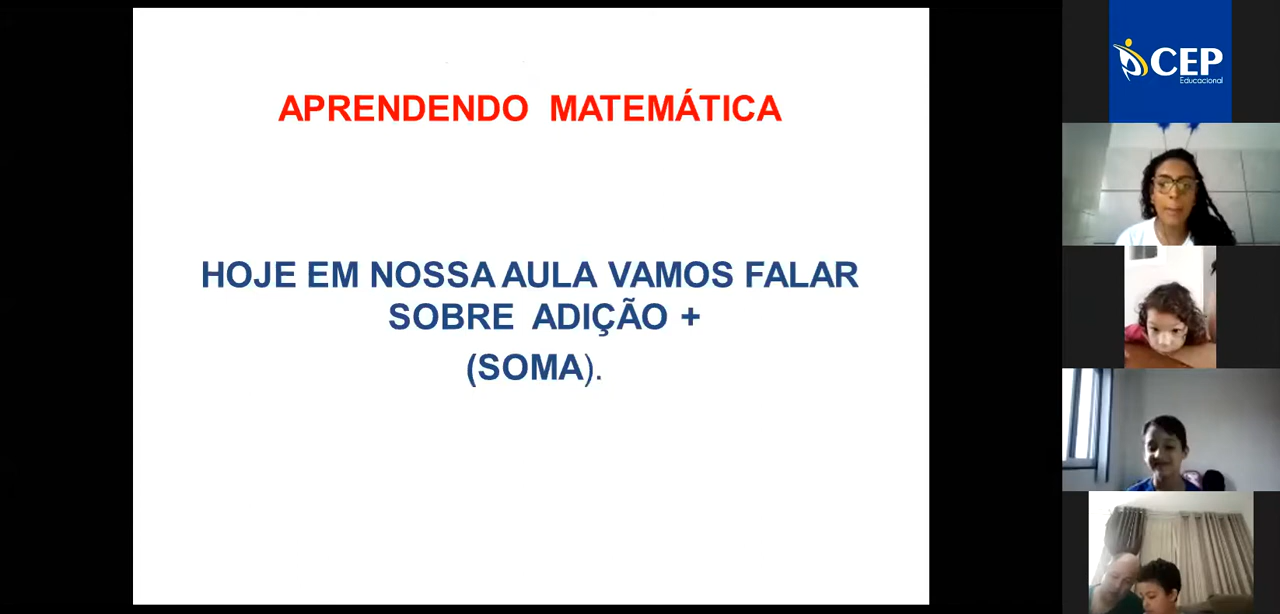 APRENDENDO MATEMÁTICA
HOJE EM NOSSA AULA VAMOS FALAR
SOBRE ADIÇÃO +
(SOMA).
CEP
Educacional